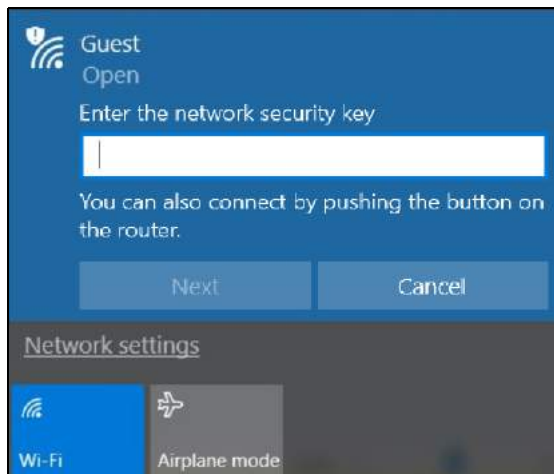 Guest
Open
Enter the network security key
You can also connect by pushing the button on
the router.
Next
Cancel
Network settings
Wi-Fi
Airplane mode